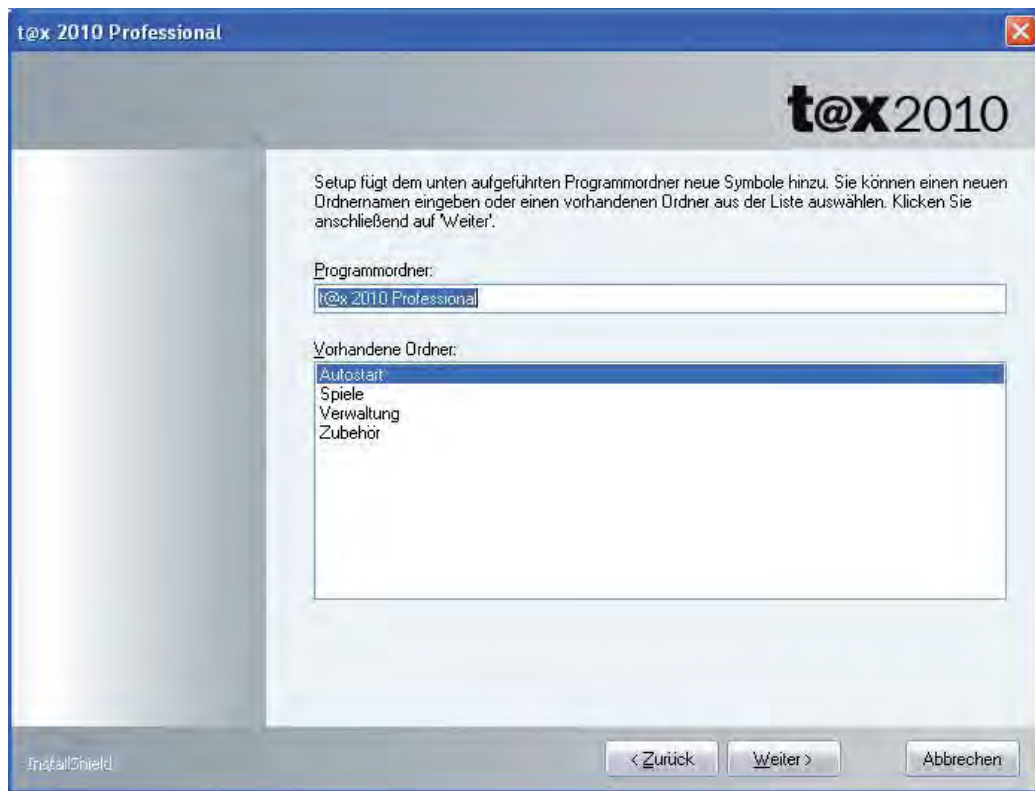 t@x 2010 Professional
t@x2010
Setup fügt dem unten aufgeführten Programmordner neue Symbole hinzu. Sie können einen neuen
Ordnernamen eingeben oder einen vorhandenen Ordner aus der Liste auswählen. Klicken Sie
anschließend auf 'Weiter'.
Programmordner:
t@x 2010 Professional
Vorhandene Ordner:
Autostart
Spiele
Verwaltung
Zubehör
InstallShield
< Zurück Weiter > Abbrechen